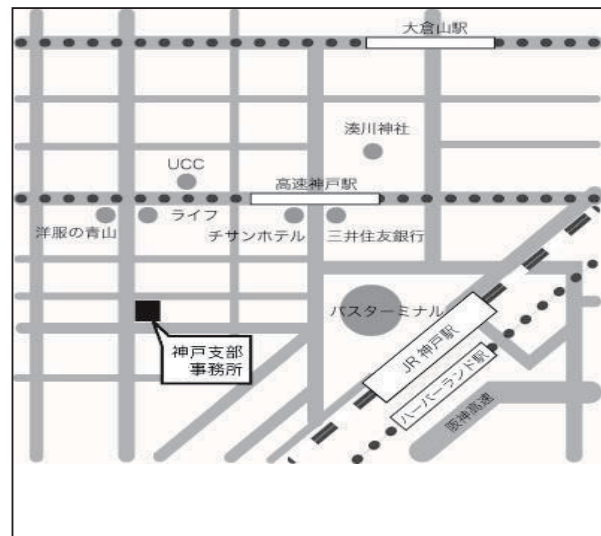 大倉山駅
湊川神社
UCC
高速神戸駅
洋服の青山
ライフ
チサンホテル
三井住友銀行
バスターミナル
神戸支部
事務所
JR 神戸駅
ハーバーランド駅
阪神高速